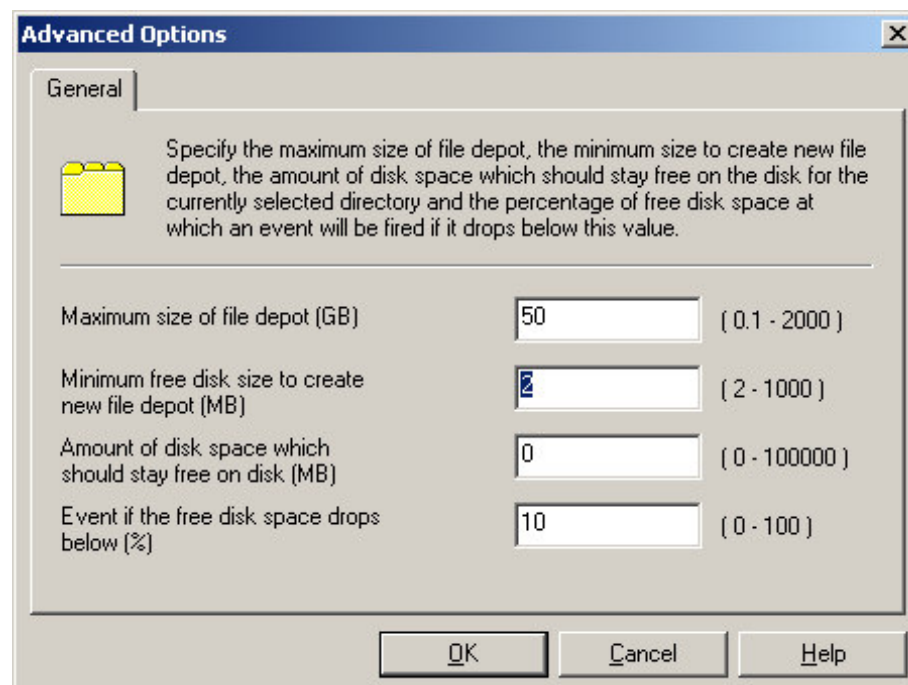 Advanced Options
General
Specify the maximum size of file depot, the minimum size to create new file
depot, the amount of disk space which should stay free on the disk for the
currently selected directory and the percentage of free disk space at
which an event will be fired if it drops below this value.
Maximum size of file depot (GB)
50
( 0.1 - 2000 )
Minimum free disk size to create
new file depot (MB)
2
( 2 - 1000 )
Amount of disk space which
should stay free on disk (MB)
0
( 0 - 100000 )
Event if the free disk space drops
below (%)
10
( 0 - 100 )
OK
Cancel
Help